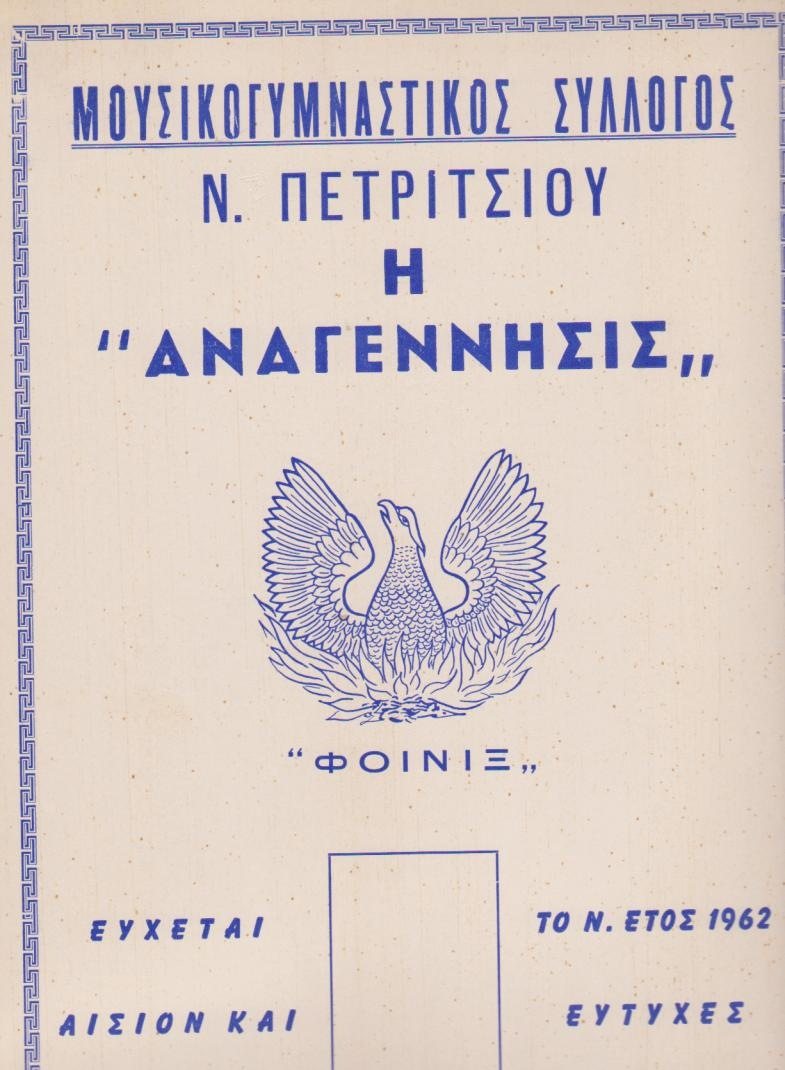 ΜΟΥΣΙΚΟΓΥΜΝΑΣΤΙΚΟΣ ΣΥΛΛΟΓΟΣ
Ν. ΠΕΤΡΙΤΣΙΟΥ
Η
"ΑΝΑΓΕΝΝΗΣΙΣ„
"ΦΟΙΝΙΞ„
ΕΥΧΕΤΑΙ ΤΟ Ν. ΕΤΟΣ 1962
ΑΙΣΙΟΝ ΚΑΙ ΕΥΤΥΧΕΣ